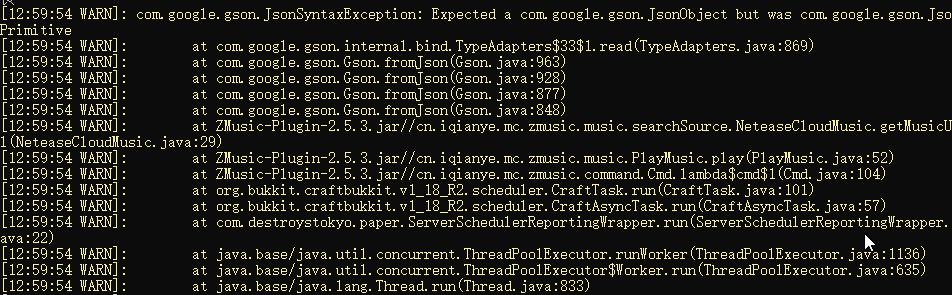 [12:59:54 WARN]: com.google.gson.JsonSyntaxException: Expected a com.google.gson.JsonObject but was com.google.gson.Jso
Primitive
[12:59:54 WARN]:        at com.google.gson.internal.bind.TypeAdapters$33$1.read(TypeAdapters.java:869)
[12:59:54 WARN]:        at com.google.gson.Gson.fromJson(Gson.java:963)
[12:59:54 WARN]:        at com.google.gson.Gson.fromJson(Gson.java:928)
[12:59:54 WARN]:        at com.google.gson.Gson.fromJson(Gson.java:877)
[12:59:54 WARN]:        at com.google.gson.Gson.fromJson(Gson.java:848)
[12:59:54 WARN]:        at ZMusic-Plugin-2.5.3.jar//cn.iqianye.mc.zmusic.music.searchSource.NeteaseCloudMusic.getMusicU
l(NeteaseCloudMusic.java:29)
[12:59:54 WARN]:        at ZMusic-Plugin-2.5.3.jar//cn.iqianye.mc.zmusic.music.PlayMusic.play(PlayMusic.java:52)
[12:59:54 WARN]:        at ZMusic-Plugin-2.5.3.jar//cn.iqianye.mc.zmusic.command.Cmd.lambda$cmd$1(Cmd.java:104)
[12:59:54 WARN]:        at org.bukkit.craftbukkit.v1_18_R2.scheduler.CraftTask.run(CraftTask.java:101)
[12:59:54 WARN]:        at org.bukkit.craftbukkit.v1_18_R2.scheduler.CraftAsyncTask.run(CraftAsyncTask.java:57)
[12:59:54 WARN]:        at com.destroystokyo.paper.ServerSchedulerReportingWrapper.run(ServerSchedulerReportingWrapper.
ava:22)
[12:59:54 WARN]:        at java.base/java.util.concurrent.ThreadPoolExecutor.runWorker(ThreadPoolExecutor.java:1136)
[12:59:54 WARN]:        at java.base/java.util.concurrent.ThreadPoolExecutor$Worker.run(ThreadPoolExecutor.java:635)
[12:59:54 WARN]:        at java.base/java.lang.Thread.run(Thread.java:833)